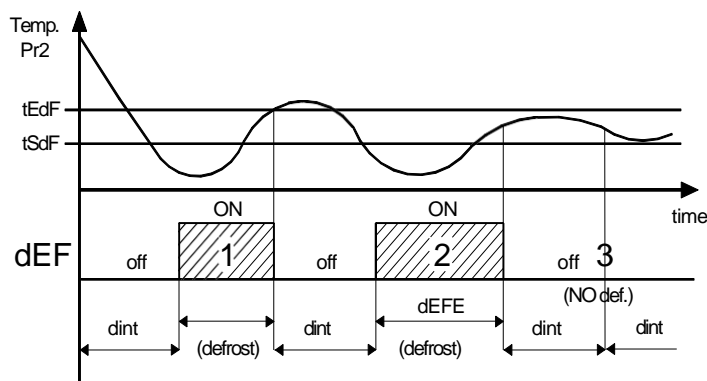 Temp.
Pr2
tEdF
tSdF
time
ON
ON
dEF
off
1
off
2
off
3
(NO def.)
dEFE
dint
(defrost)
dint
(defrost)
dint
dint